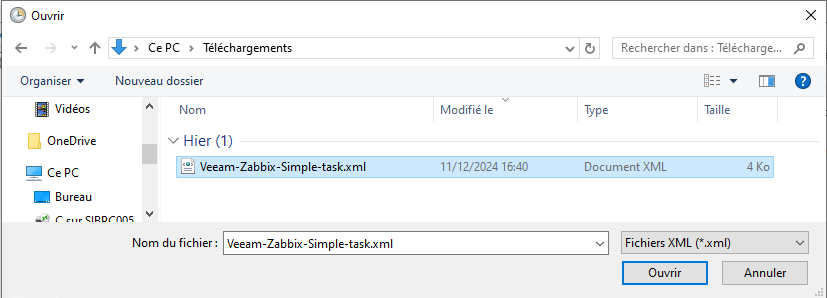 Ouvrir
Ce PC > Téléchargements
Rechercher dans : Télécharge...
Organiser
Nouveau dossier
?
Vidéos
OneDrive
Ce PC
Bureau
C sur SIBPC005
Nom
Modifié le
Type
Taille
Hier (1)
Veeam-Zabbix-Simple-task.xml
11/12/2024 16:40
Document XML
4 Ko
Nom du fichier :
Veeam-Zabbix-Simple-task.xml
Fichiers XML (*.xml)
Ouvrir
Annuler